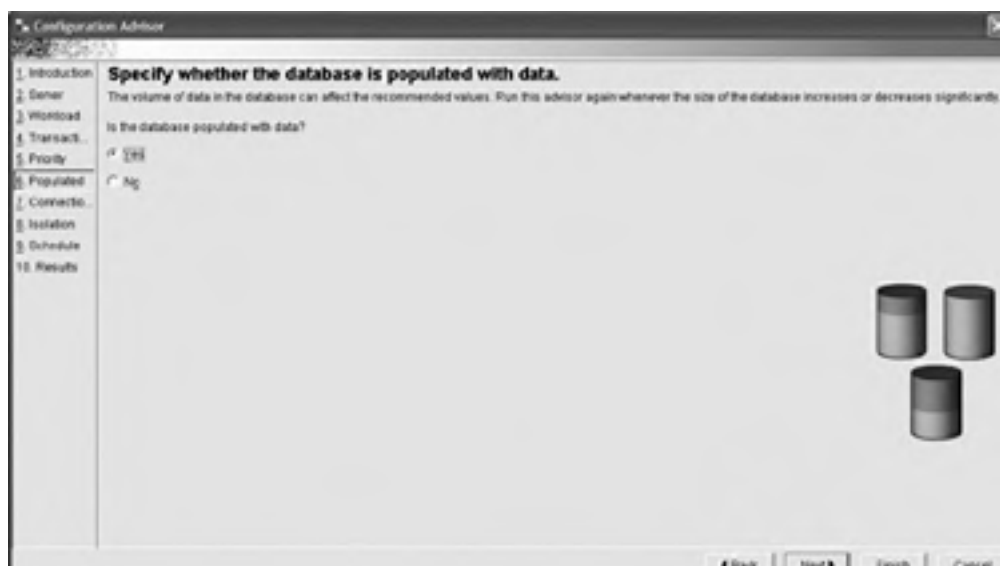 Configuration Advisor
1. Introduction
2. Server
3. Workload
4. Transacti...
5. Priority
6. Populated
7. Connectio...
8. Isolation
9. Schedule
10. Results
Specify whether the database is populated with data.
The volume of data in the database can affect the recommended values. Run this advisor again whenever the size of the database increases or decreases significantly.
Is the database populated with data?
Yes
No
Back
Next
Finish
Cancel